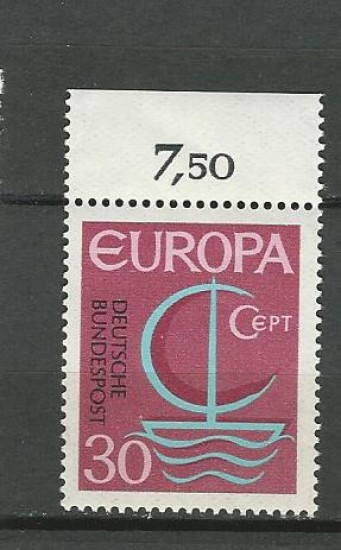 7,50
EUROPA
CEPT
DEUTSCHE
BUNDESPOST
30